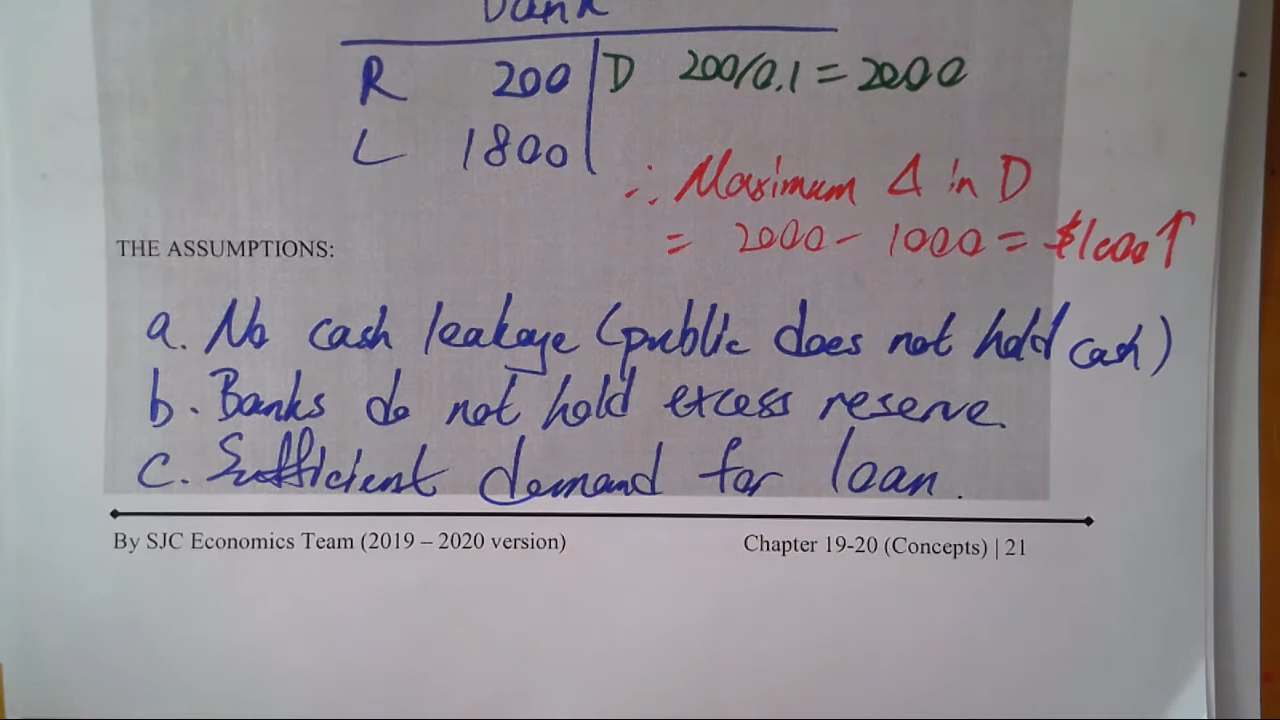 Bank
R 200 D 200/0.1 = 2000
L 1800
∴ Maximum Δ in D
= 2000 - 1000 = $1000↑
THE ASSUMPTIONS:
a. No cash leakage (public does not hold cash)
b. Banks do not hold excess reserve.
c. Sufficient demand for loan.
By SJC Economics Team (2019 – 2020 version) Chapter 19-20 (Concepts) | 21